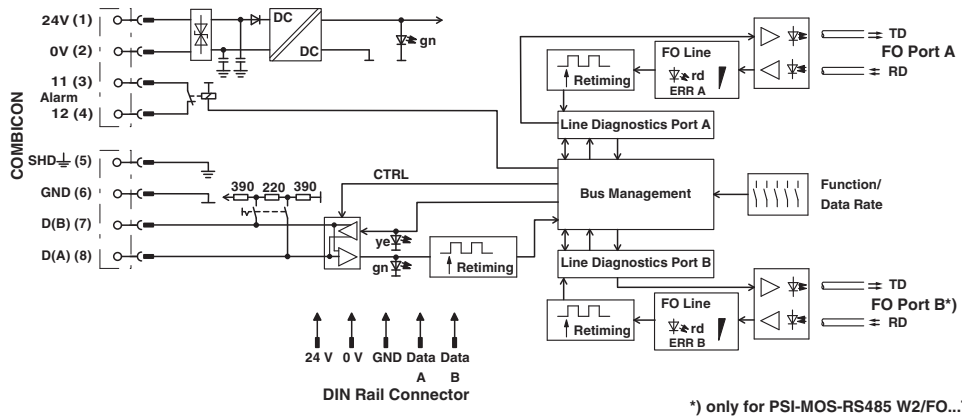 COMBICON
24V (1)
0V (2)
11 (3)
Alarm
12 (4)
SHD (5)
GND (6)
D(B) (7)
D(A) (8)
DC
DC
gn
390 220 390
CTRL
ye
gn
Retiming
24 V 0 V GND Data Data
A B
DIN Rail Connector
Retiming
FO Line
rd
ERR A
TD
FO Port A
RD
Line Diagnostics Port A
Bus Management
Function/
Data Rate
Line Diagnostics Port B
Retiming
FO Line
rd
ERR B
TD
FO Port B*)
RD
*) only for PSI-MOS-RS485 W2/FO...